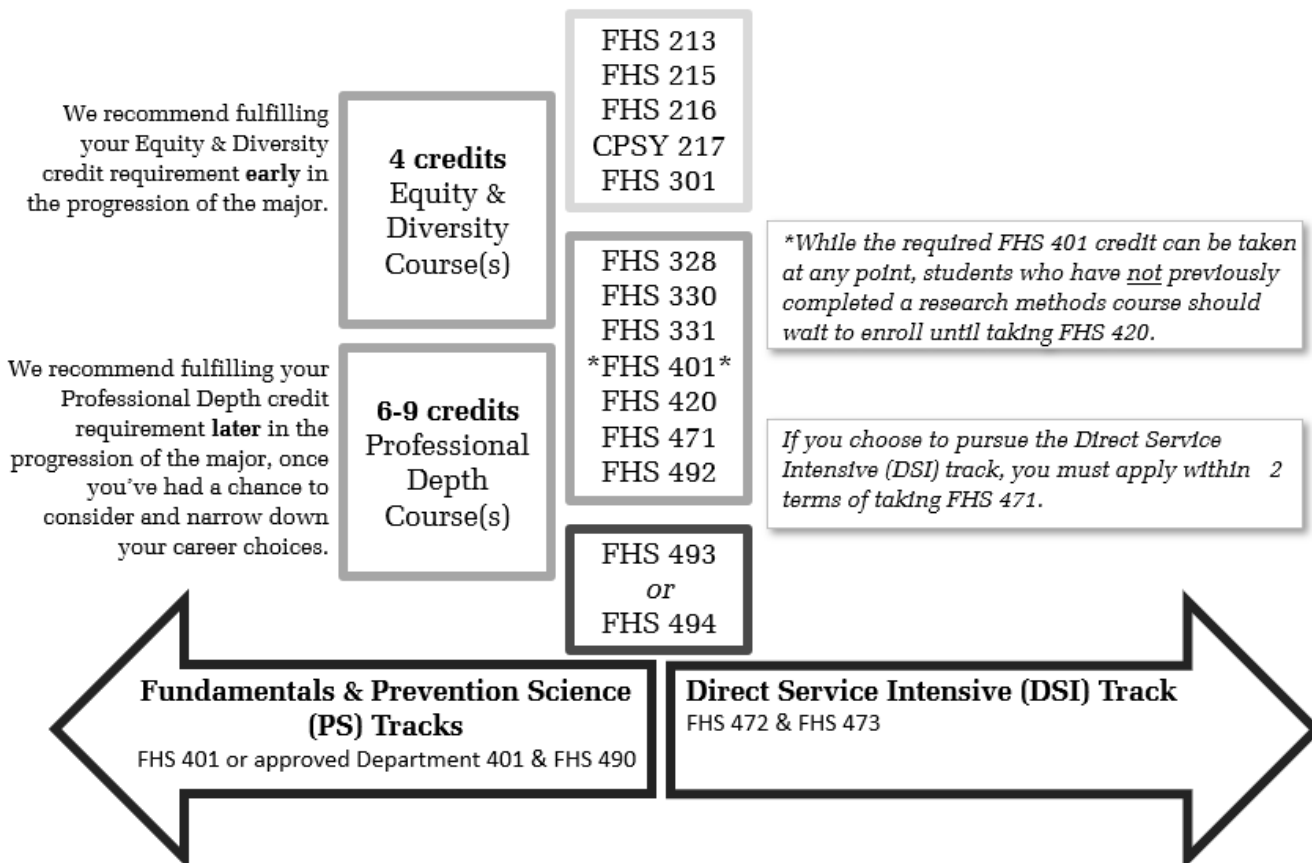 We recommend fulfilling
your Equity & Diversity
credit requirement early in
the progression of the major.
4 credits
Equity &
Diversity
Course(s)
FHS 213
FHS 215
FHS 216
CPSY 217
FHS 301
We recommend fulfilling your
Professional Depth credit
requirement later in the
progression of the major, once
you've had a chance to
consider and narrow down
your career choices.
6-9 credits
Professional
Depth
Course(s)
FHS 328
FHS 330
FHS 331
*FHS 401*
FHS 420
FHS 471
FHS 492
*While the required FHS 401 credit can be taken
at any point, students who have not previously
completed a research methods course should
wait to enroll until taking FHS 420.
If you choose to pursue the Direct Service
Intensive (DSI) track, you must apply within 2
terms of taking FHS 471.
FHS 493
or
FHS 494
Fundamentals & Prevention Science
(PS) Tracks
FHS 401 or approved Department 401 & FHS 490
Direct Service Intensive (DSI) Track
FHS 472 & FHS 473